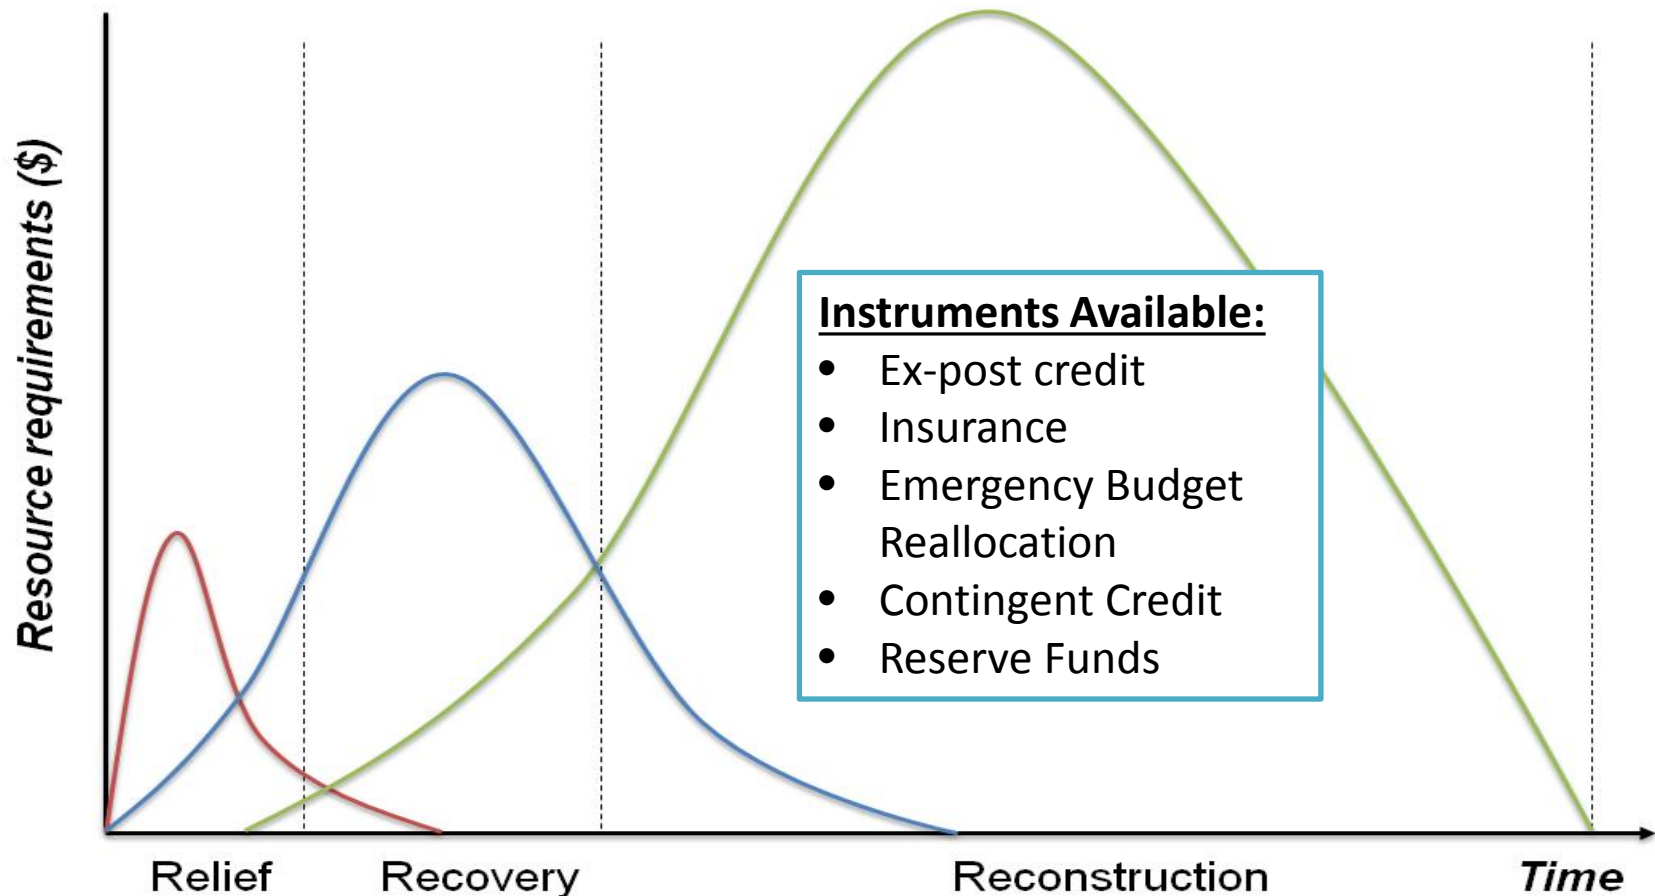 Resource requirements ($)
Instruments Available:
• Ex-post credit
• Insurance
• Emergency Budget
Reallocation
• Contingent Credit
• Reserve Funds
Relief
Recovery
Reconstruction
Time